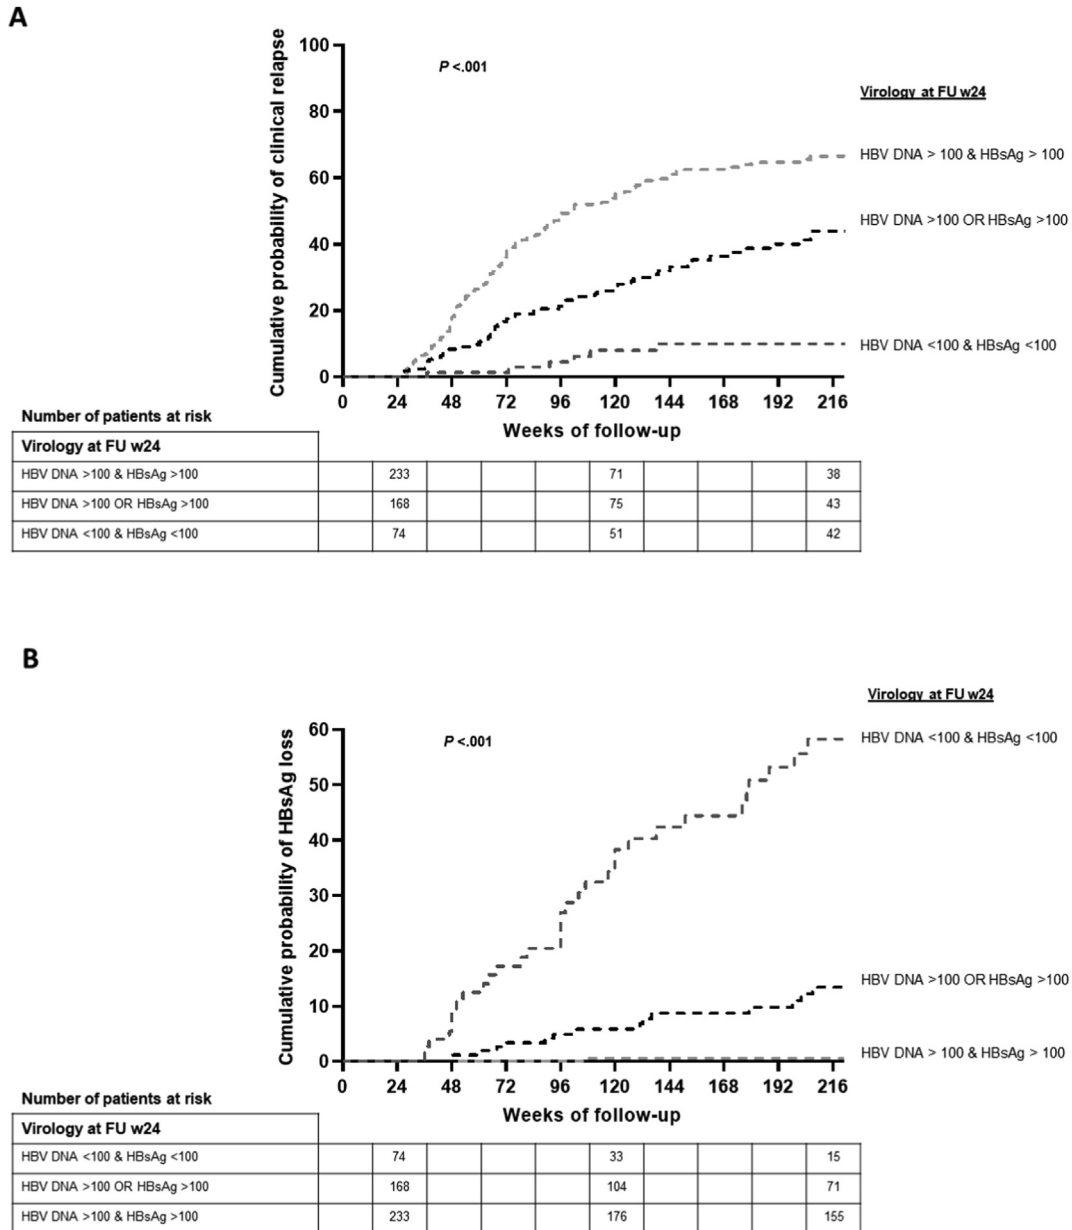 A
Cumulative probability of clinical relapse
100
80
60
40
20
0
P <.001
Virology at FU w24
HBV DNA > 100 & HBsAg > 100
HBV DNA >100 OR HBsAg >100
HBV DNA <100 & HBsAg <100
0 24 48 72 96 120 144 168 192 216
Weeks of follow-up
Number of patients at risk
Virology at FU w24
HBV DNA >100 & HBsAg >100 233 71 38
HBV DNA >100 OR HBsAg >100 168 75 43
HBV DNA <100 & HBsAg <100 74 51 42
B
Cumulative probability of HBsAg loss
60
50
40
30
20
10
0
P <.001
Virology at FU w24
HBV DNA <100 & HBsAg <100
HBV DNA >100 OR HBsAg >100
HBV DNA > 100 & HBsAg > 100
0 24 48 72 96 120 144 168 192 216
Weeks of follow-up
Number of patients at risk
Virology at FU w24
HBV DNA <100 & HBsAg <100 74 33 15
HBV DNA >100 OR HBsAg >100 168 104 71
HBV DNA >100 & HBsAg >100 233 176 155